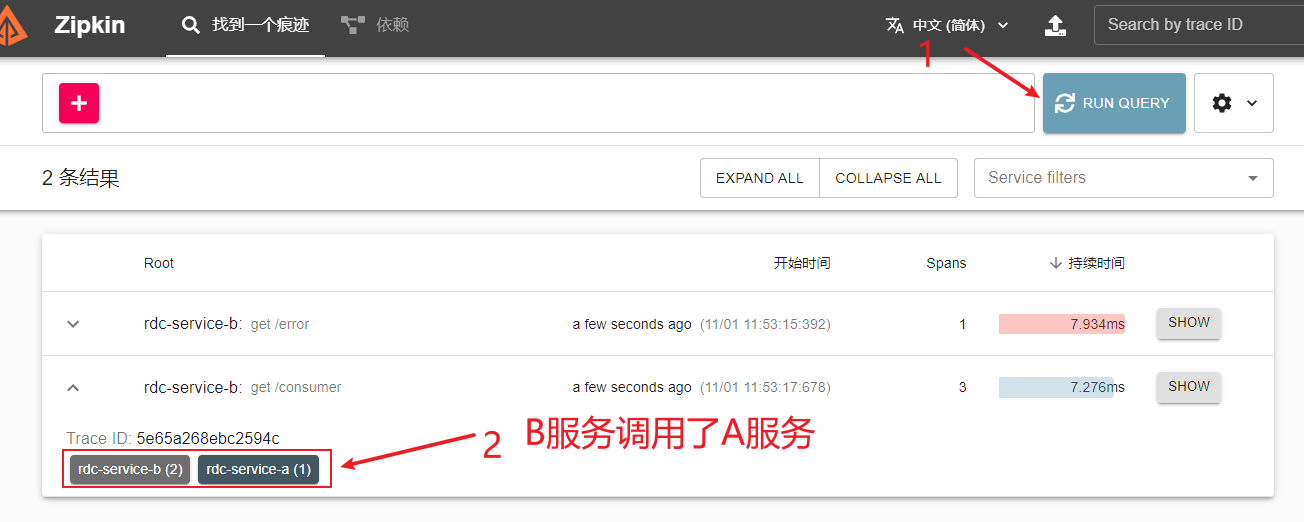 Zipkin 找到一个痕迹 依赖 中文 (简体) Search by trace ID
1
RUN QUERY
2 条结果 EXPAND ALL COLLAPSE ALL Service filters
Root 开始时间 Spans 持续时间
rdc-service-b: get /error a few seconds ago (11/01 11:53:15:392) 1 7.934ms SHOW
rdc-service-b: get /consumer a few seconds ago (11/01 11:53:17:678) 3 7.276ms SHOW
Trace ID: 5e65a268ebc2594c
2 B服务调用了A服务
rdc-service-b (2) rdc-service-a (1)